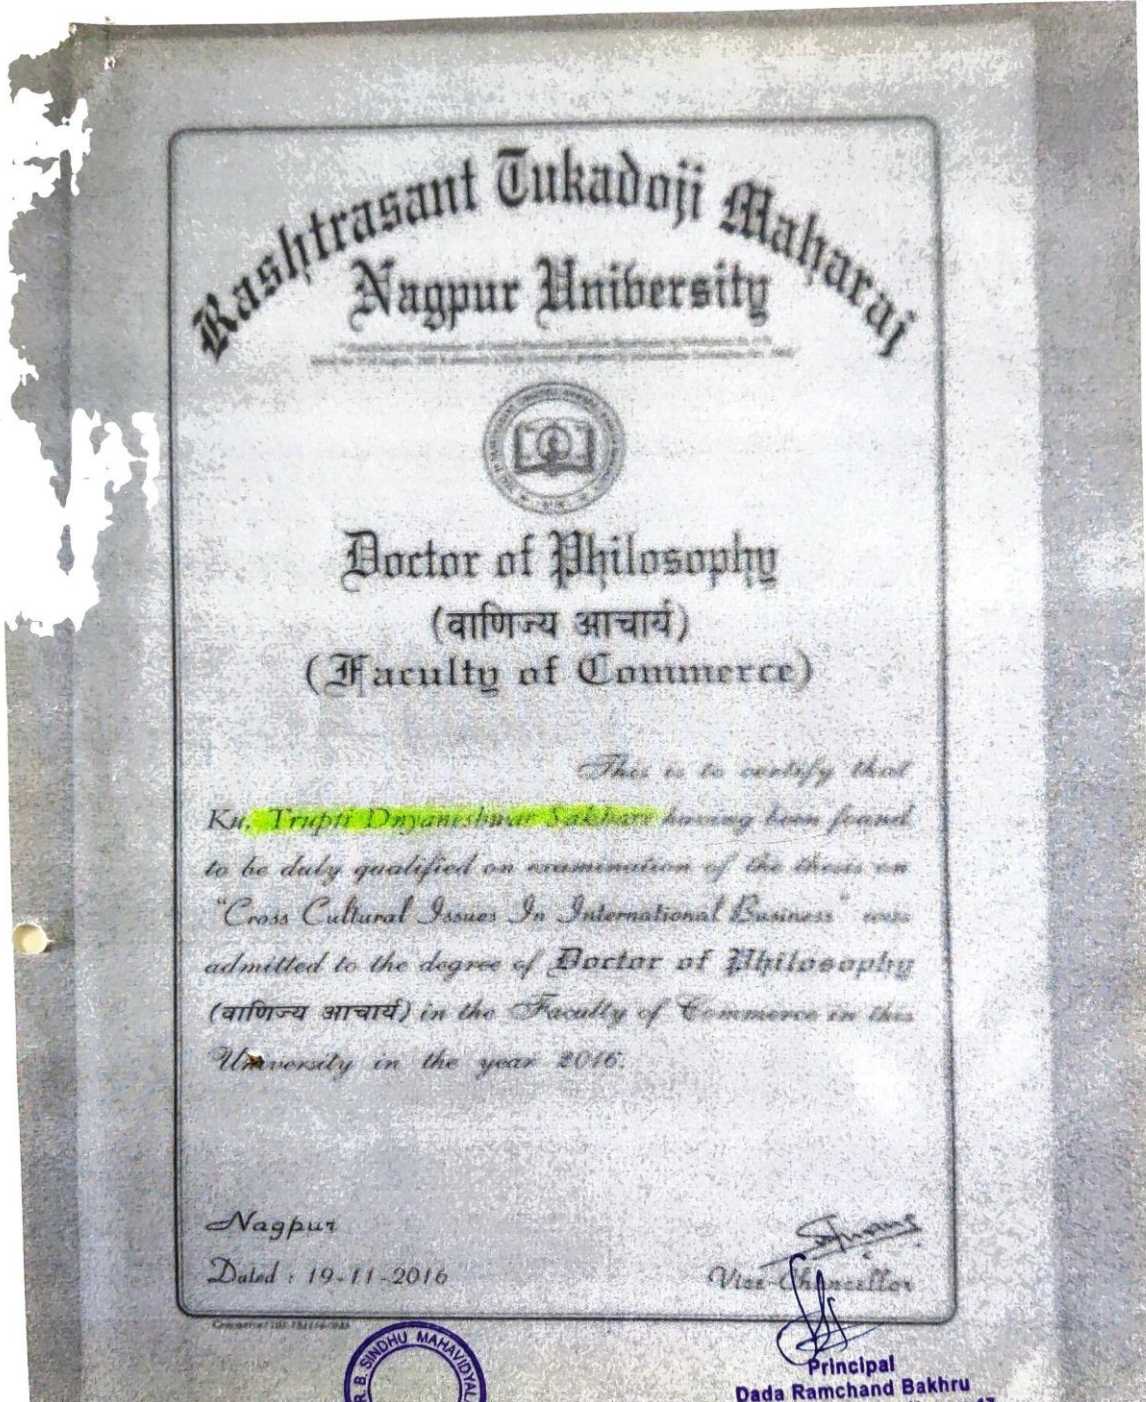 Rashtrasant Tukadoji Maharaj
Nagpur University
Doctor of Philosophy
(वाणिज्य आचार्य)
(Faculty of Commerce)
This is to certify that
Ku. Trupti Dnyaneshwar Sakhare having been found
to be duly qualified on examination of the thesis on
"Cross Cultural Issues In International Business" was
admitted to the degree of Doctor of Philosophy
(वाणिज्य आचार्य) in the Faculty of Commerce in this
University in the year 2016.
Nagpur
Dated : 19-11-2016
Vice-Chancellor
B. SINDHU MAHAVIDYAL
Principal
Dada Ramchand Bakhru